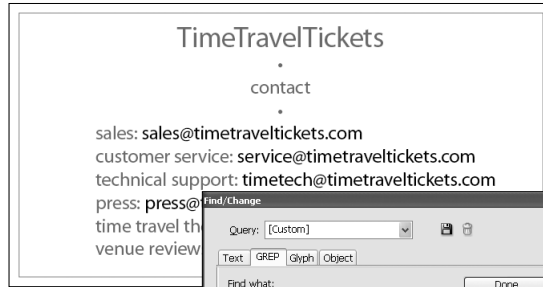 TimeTravelTickets
•
contact
•
sales: sales@timetraveltickets.com
customer service: service@timetraveltickets.com
technical support: timetech@timetraveltickets.com
press: press@
time travel
venue review
Find/Change
Query: [Custom]
Text GREP Glyph Object
Find what: Done